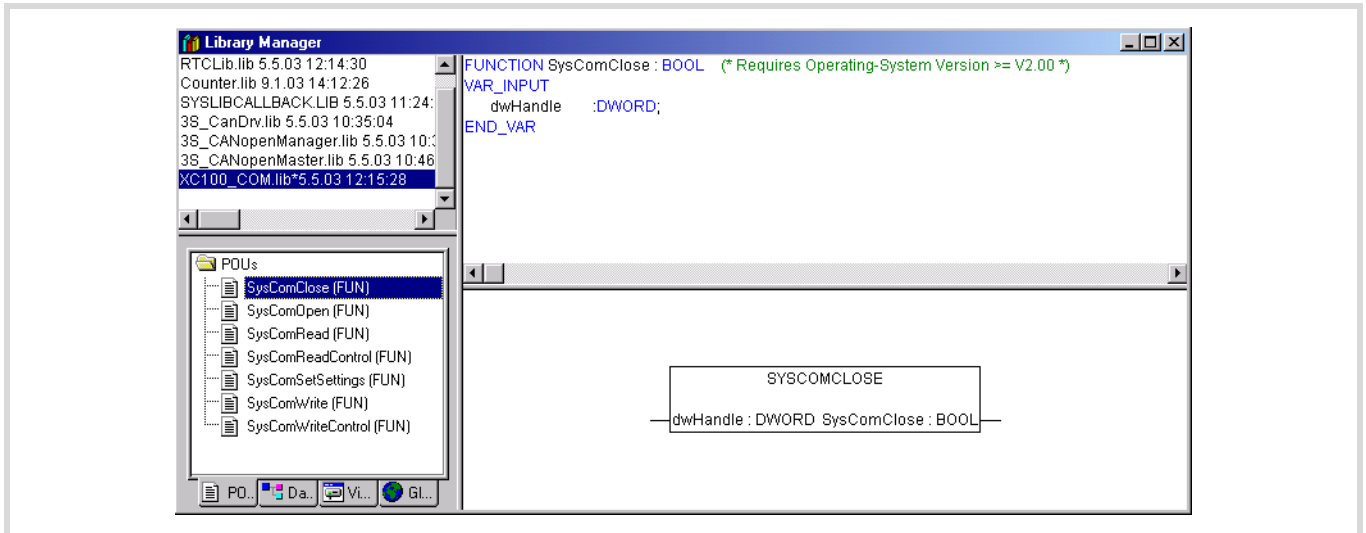 Library Manager
RTCLib.lib 5.5.03 12:14:30
Counter.lib 9.1.03 14:12:26
SYSLIBCALLBACK.LIB 5.5.03 11:24:
3S_CanDrv.lib 5.5.03 10:35:04
3S_CANopenManager.lib 5.5.03 10:3
3S_CANopenMaster.lib 5.5.03 10:46
XC100_COM.lib*5.5.03 12:15:28
FUNCTION SysComClose : BOOL (* Requires Operating-System Version >= V2.00 *)
VAR_INPUT
dwHandle :DWORD;
END_VAR
POUs
SysComClose (FUN)
SysComOpen (FUN)
SysComRead (FUN)
SysComReadControl (FUN)
SysComSetSettings (FUN)
SysComWrite (FUN)
SysComWriteControl (FUN)
PO.. Da.. Vi... Gl...
SYSCOMCLOSE
dwHandle : DWORD SysComClose : BOOL